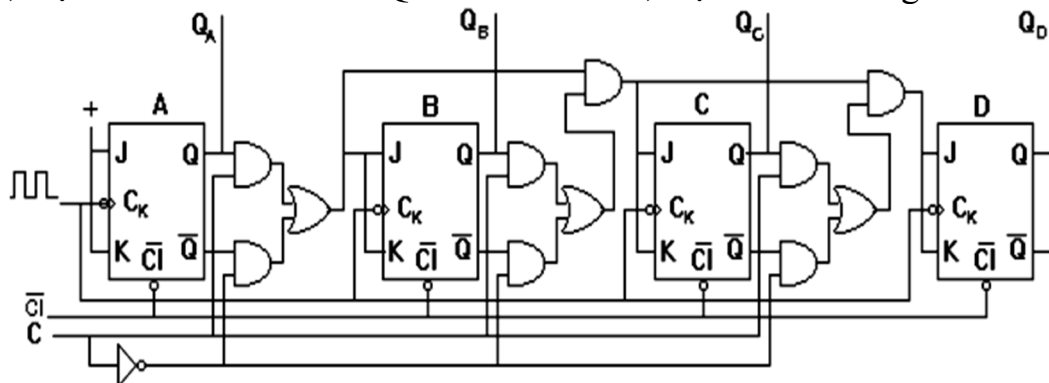 Q_A Q_B Q_C Q_D
A B C D
+
J Q J Q J Q J Q
C_K C_K C_K C_K
K Q̅ K Q̅ K Q̅ K Q̅
C̅l̅ C̅l̅ C̅l̅ C̅l̅
C̅l̅
C